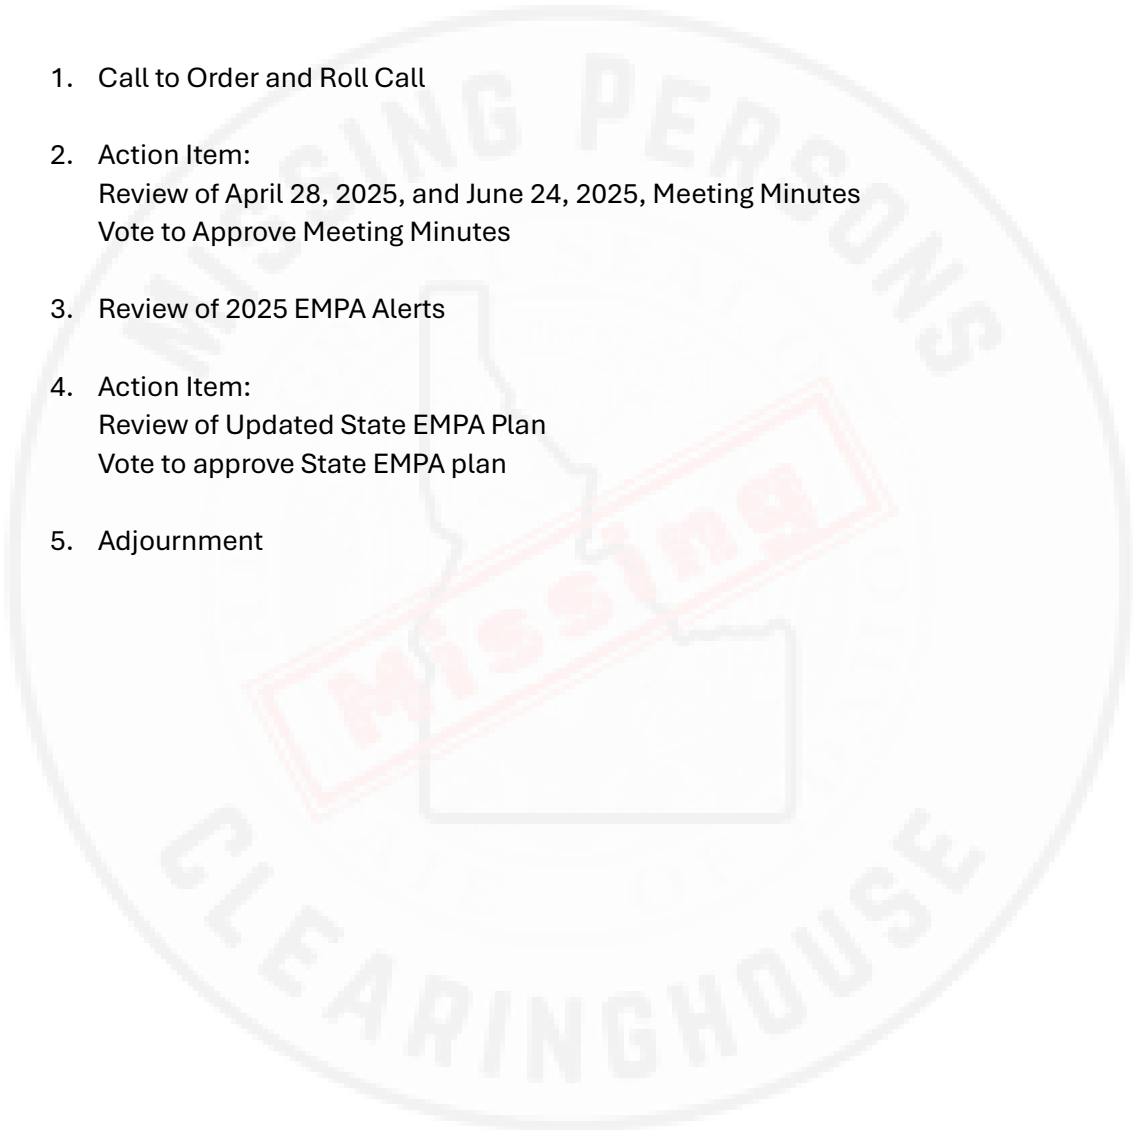 MISSING PERSONS
1. Call to Order and Roll Call
2. Action Item:
Review of April 28, 2025, and June 24, 2025, Meeting Minutes
Vote to Approve Meeting Minutes
3. Review of 2025 EMPA Alerts
4. Action Item:
Review of Updated State EMPA Plan
Vote to approve State EMPA plan
5. Adjournment
Missing
CLEARINGHOUSE